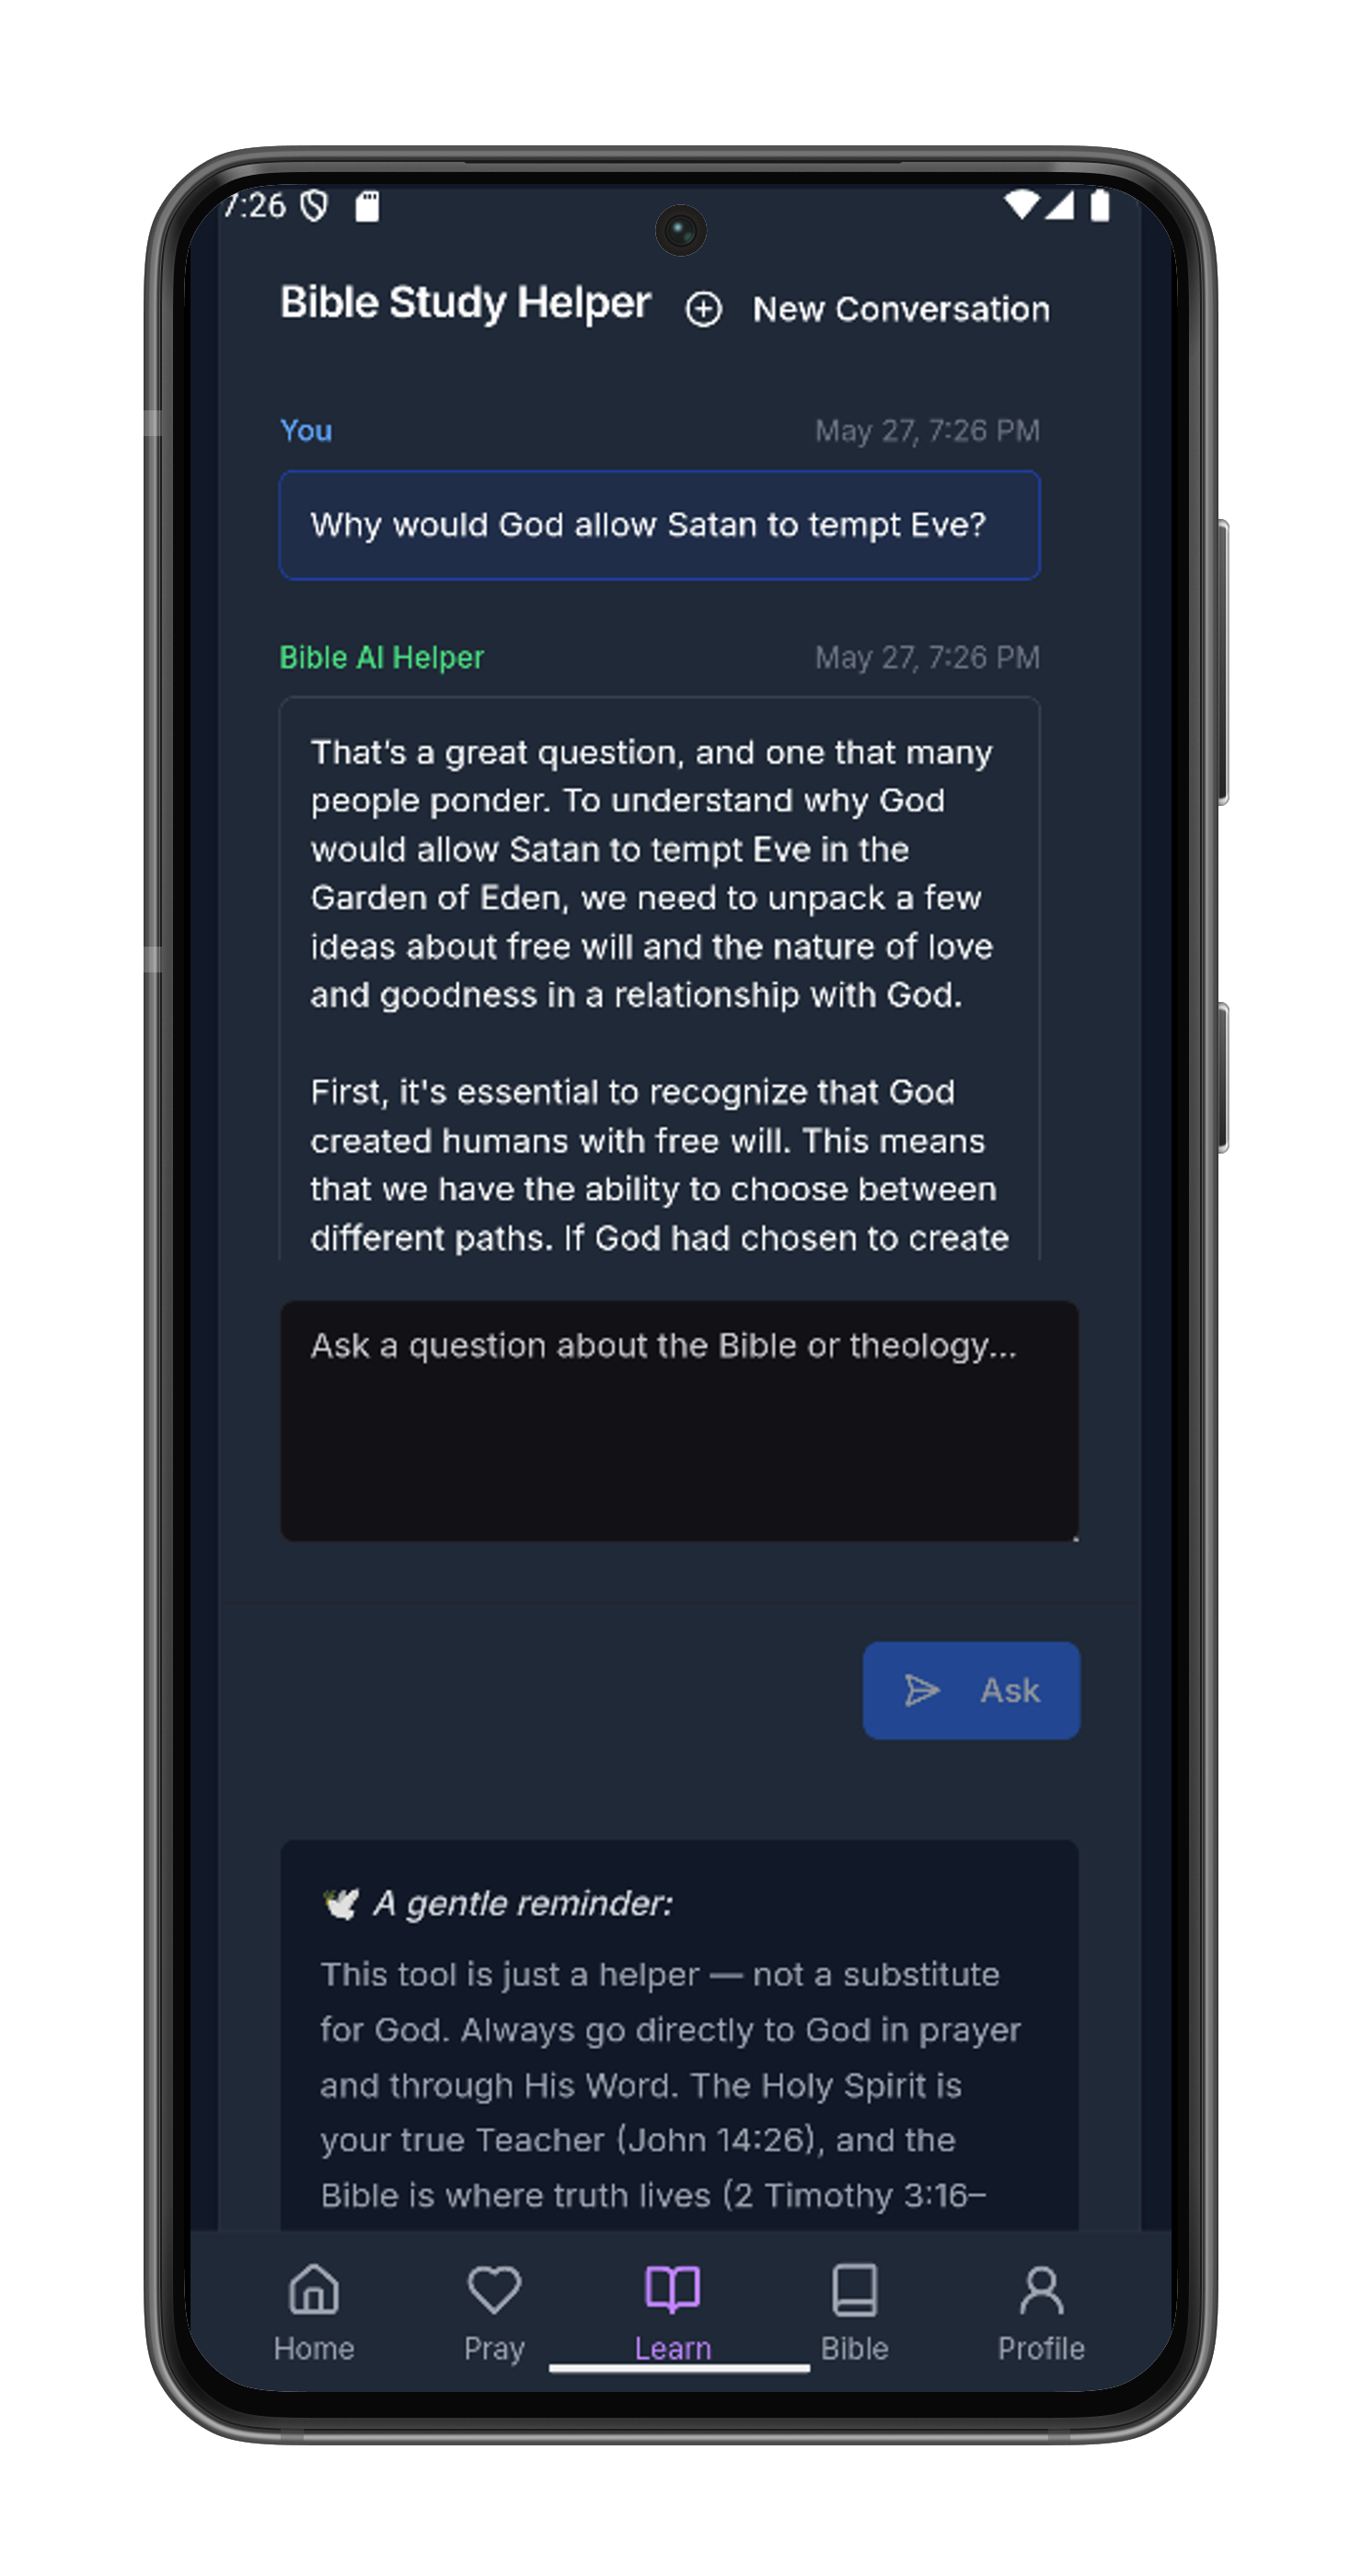 7:26
Bible Study Helper
New Conversation
You
May 27, 7:26 PM
Why would God allow Satan to tempt Eve?
Bible AI Helper
May 27, 7:26 PM
That's a great question, and one that many
people ponder. To understand why God
would allow Satan to tempt Eve in the
Garden of Eden, we need to unpack a few
ideas about free will and the nature of love
and goodness in a relationship with God.
First, it's essential to recognize that God
created humans with free will. This means
that we have the ability to choose between
different paths. If God had chosen to create
Ask a question about the Bible or theology...
Ask
🕊️ A gentle reminder:
This tool is just a helper — not a substitute
for God. Always go directly to God in prayer
and through His Word. The Holy Spirit is
your true Teacher (John 14:26), and the
Bible is where truth lives (2 Timothy 3:16–
Home
Pray
Learn
Bible
Profile